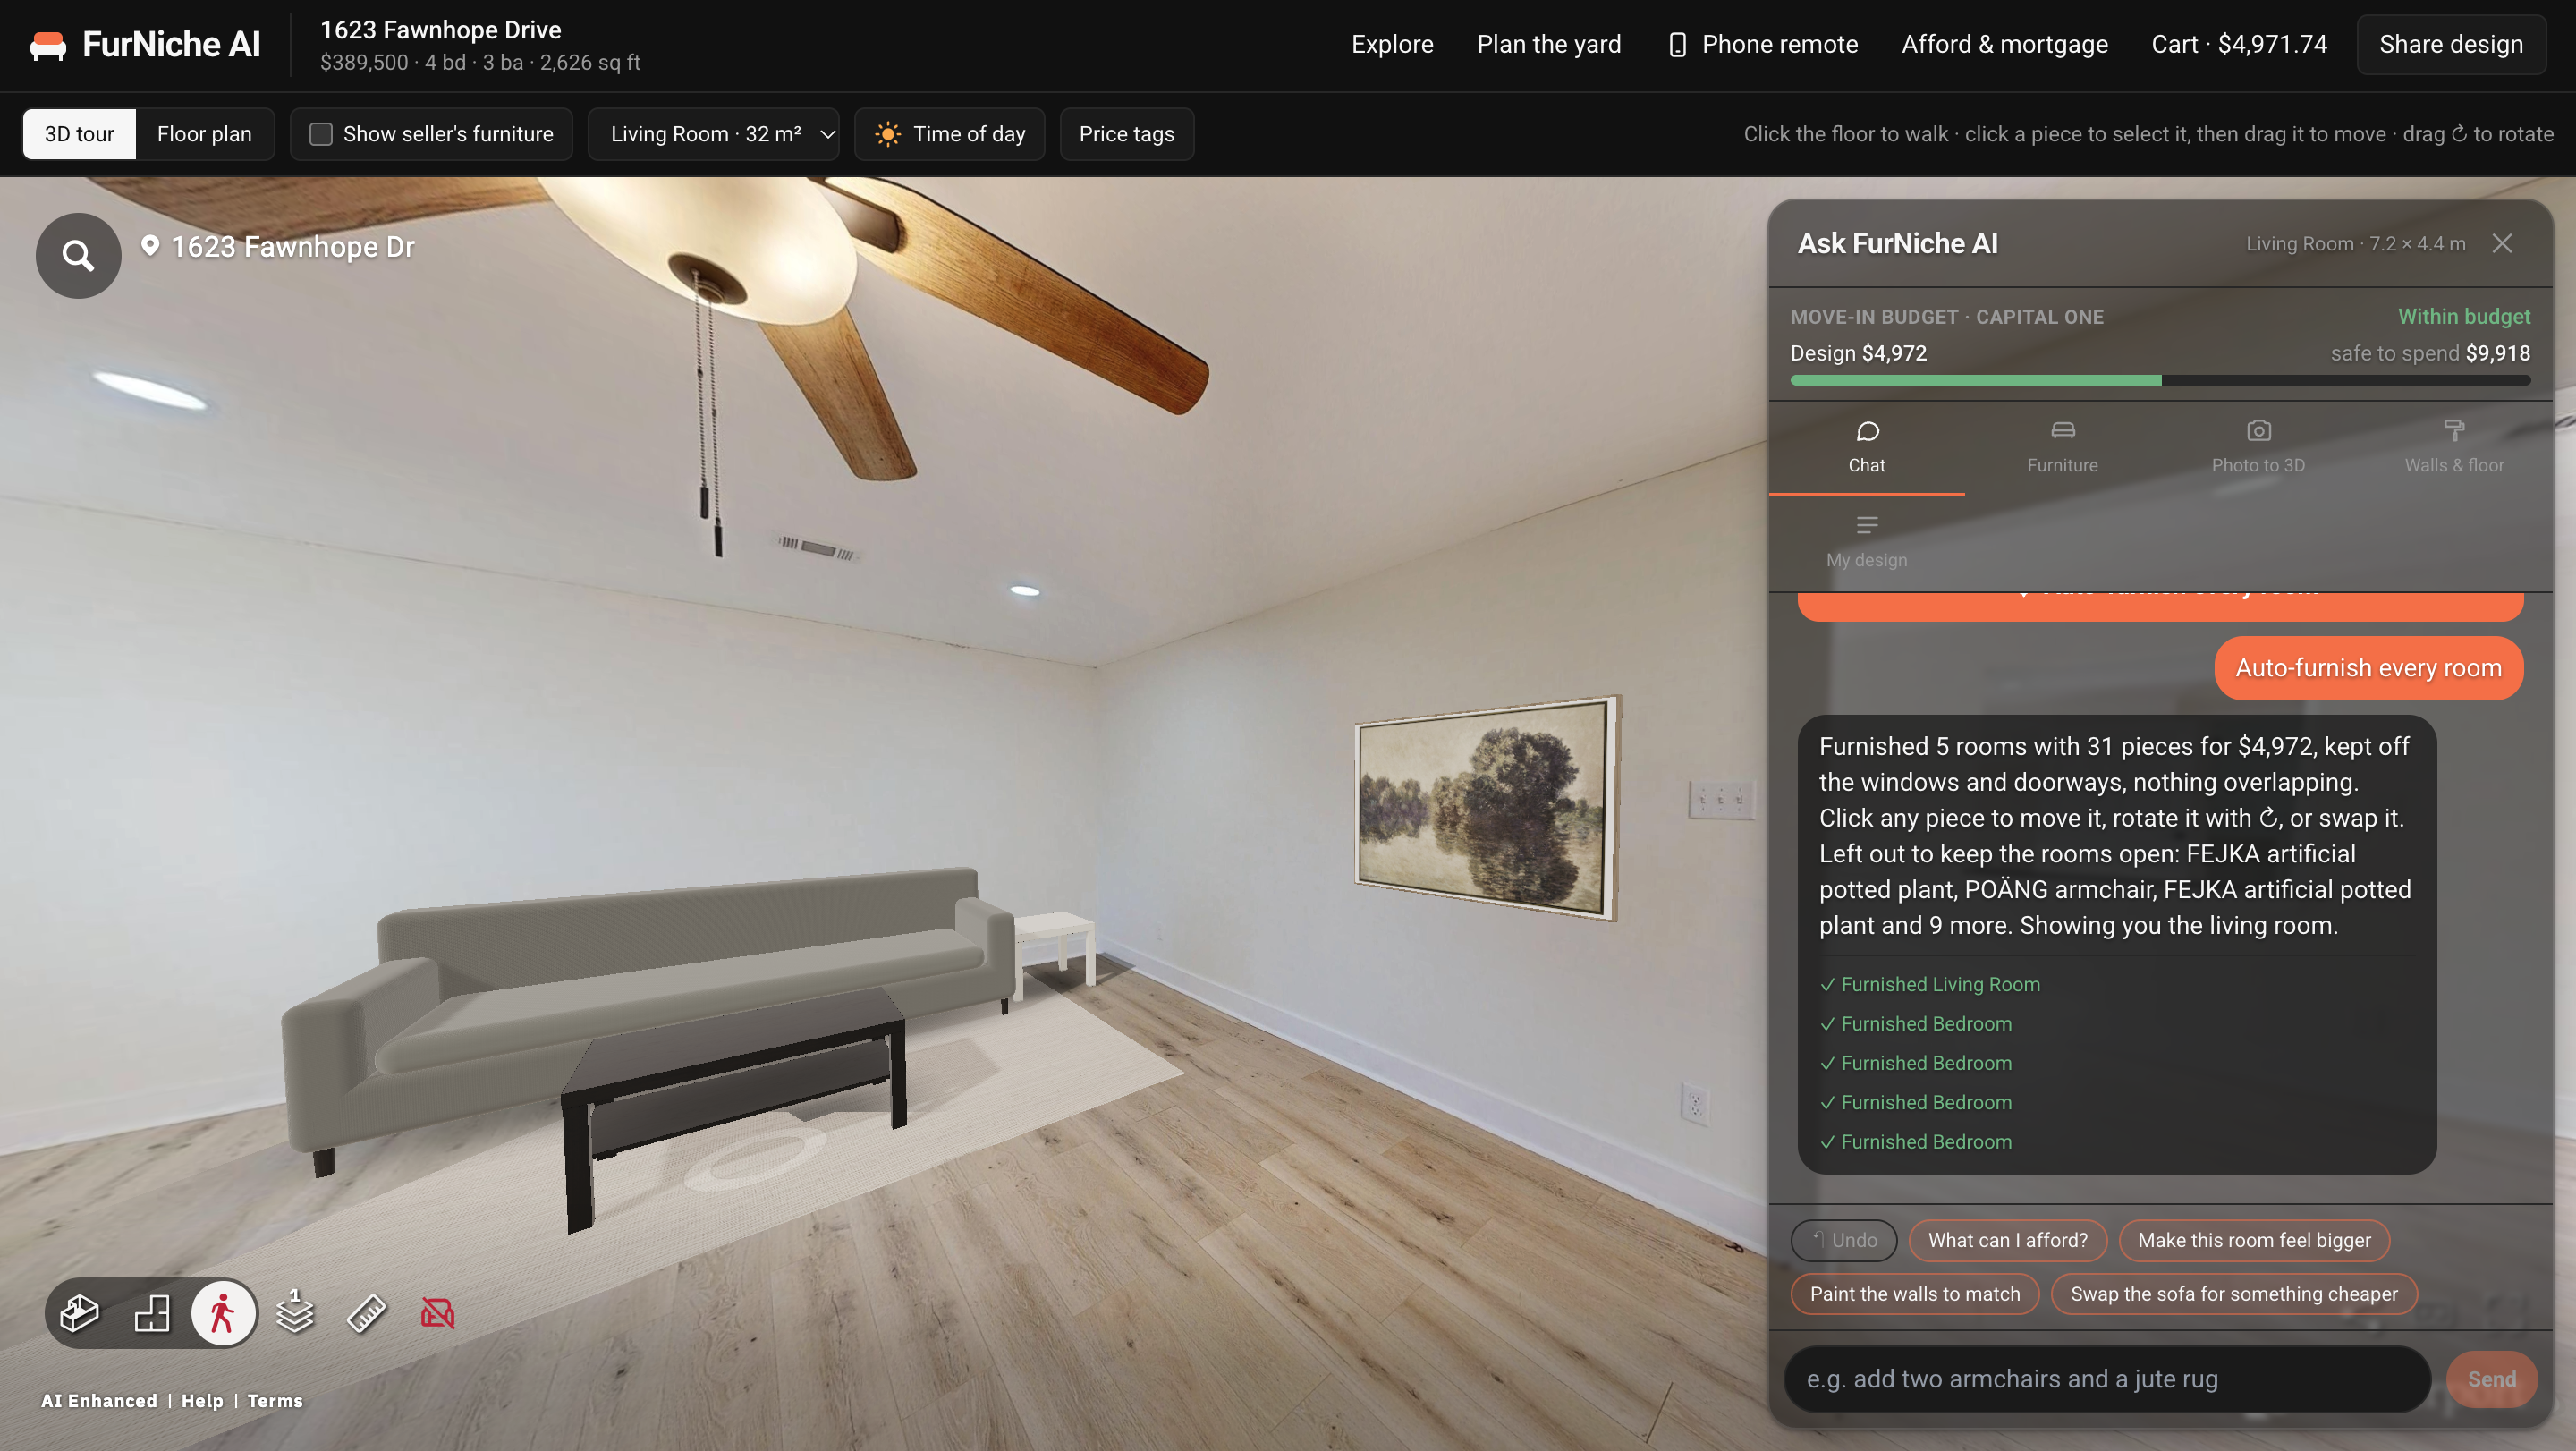 FurNiche AI
1623 Fawnhope Drive
$389,500 · 4 bd · 3 ba · 2,626 sq ft
Explore
Plan the yard
Phone remote
Afford & mortgage
Cart · $4,971.74
Share design
3D tour
Floor plan
Show seller's furniture
Living Room · 32 m²
Time of day
Price tags
Click the floor to walk · click a piece to select it, then drag it to move · drag ↻ to rotate
1623 Fawnhope Dr
Ask FurNiche AI
Living Room · 7.2 × 4.4 m
MOVE-IN BUDGET · CAPITAL ONE
Within budget
Design $4,972
safe to spend $9,918
Chat
Furniture
Photo to 3D
Walls & floor
My design
Auto-furnish every room
Furnished 5 rooms with 31 pieces for $4,972, kept off
the windows and doorways, nothing overlapping.
Click any piece to move it, rotate it with ↻, or swap it.
Left out to keep the rooms open: FEJKA artificial
potted plant, POÄNG armchair, FEJKA artificial potted
plant and 9 more. Showing you the living room.
✓ Furnished Living Room
✓ Furnished Bedroom
✓ Furnished Bedroom
✓ Furnished Bedroom
✓ Furnished Bedroom
Undo
What can I afford?
Make this room feel bigger
Paint the walls to match
Swap the sofa for something cheaper
e.g. add two armchairs and a jute rug
Send
1
AI Enhanced | Help | Terms